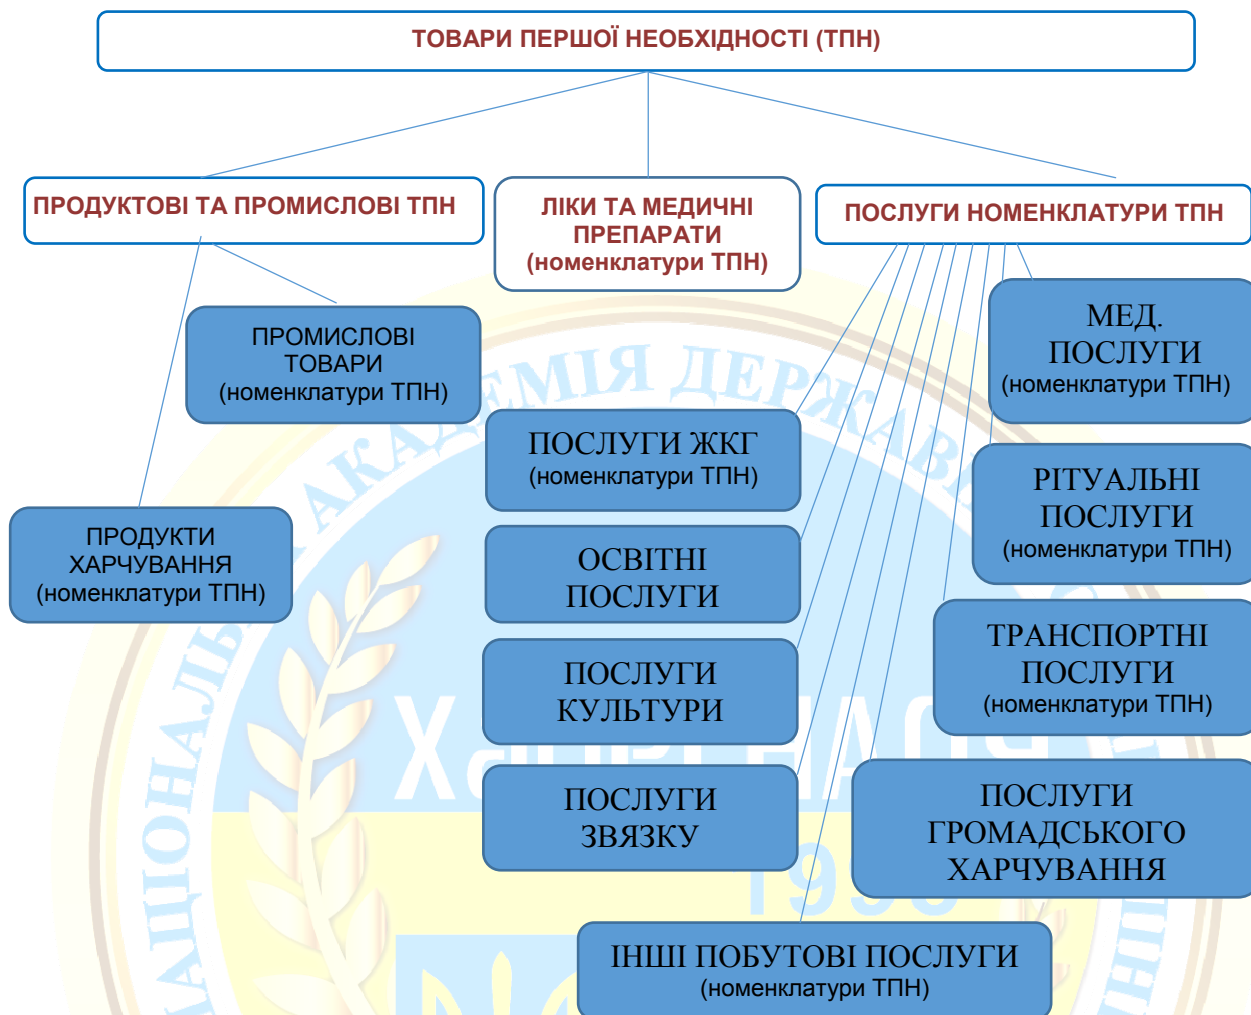 ТОВАРИ ПЕРШОЇ НЕОБХІДНОСТІ (ТПН)
ПРОДУКТОВІ ТА ПРОМИСЛОВІ ТПН
ЛІКИ ТА МЕДИЧНІ
ПРЕПАРАТИ
(номенклатури ТПН)
ПОСЛУГИ НОМЕНКЛАТУРИ ТПН
ПРОМИСЛОВІ
ТОВАРИ
(номенклатури ТПН)
ПРОДУКТИ
ХАРЧУВАННЯ
(номенклатури ТПН)
ПОСЛУГИ ЖКГ
(номенклатури ТПН)
ОСВІТНІ
ПОСЛУГИ
ПОСЛУГИ
КУЛЬТУРИ
ПОСЛУГИ
ЗВЯЗКУ
МЕД.
ПОСЛУГИ
(номенклатури ТПН)
РІТУАЛЬНІ
ПОСЛУГИ
(номенклатури ТПН)
ТРАНСПОРТНІ
ПОСЛУГИ
(номенклатури ТПН)
ПОСЛУГИ
ГРОМАДСЬКОГО
ХАРЧУВАННЯ
ІНШІ ПОБУТОВІ ПОСЛУГИ
(номенклатури ТПН)